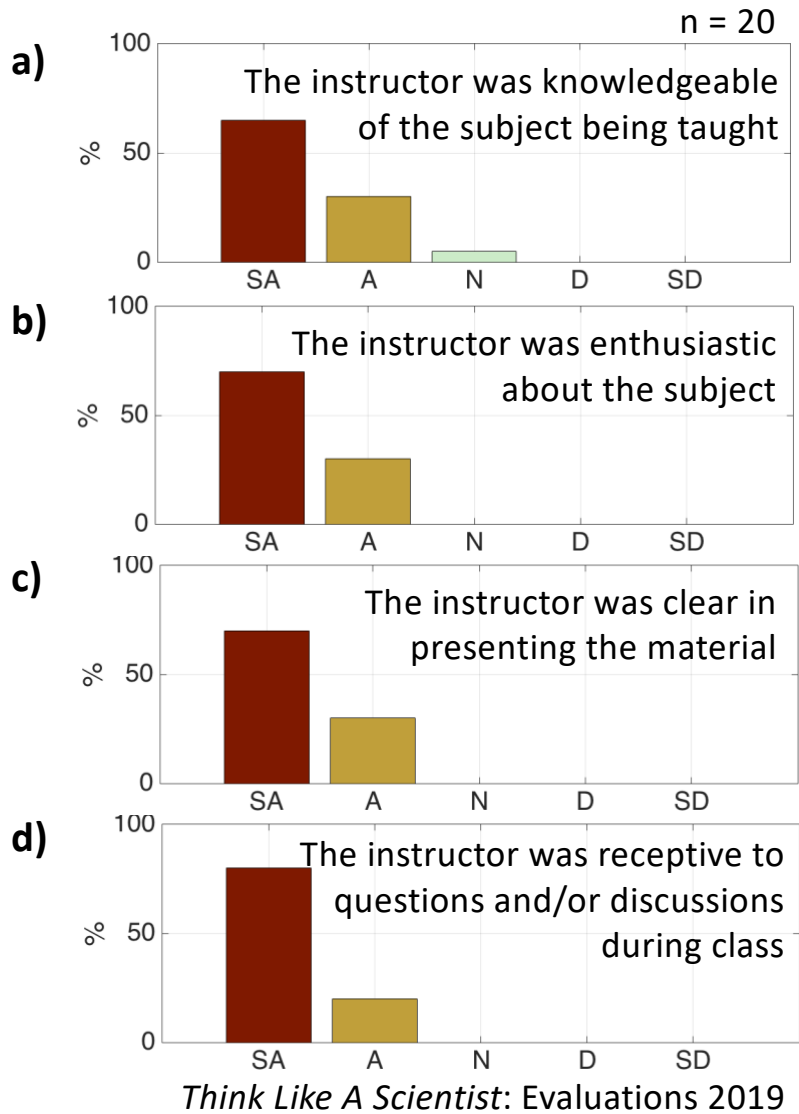 n = 20
a)
The instructor was knowledgeable
of the subject being taught
100
50
0
%
SA A N D SD
b)
The instructor was enthusiastic
about the subject
100
50
0
%
SA A N D SD
c)
The instructor was clear in
presenting the material
100
50
0
%
SA A N D SD
d)
The instructor was receptive to
questions and/or discussions
during class
100
50
0
%
SA A N D SD
Think Like A Scientist: Evaluations 2019